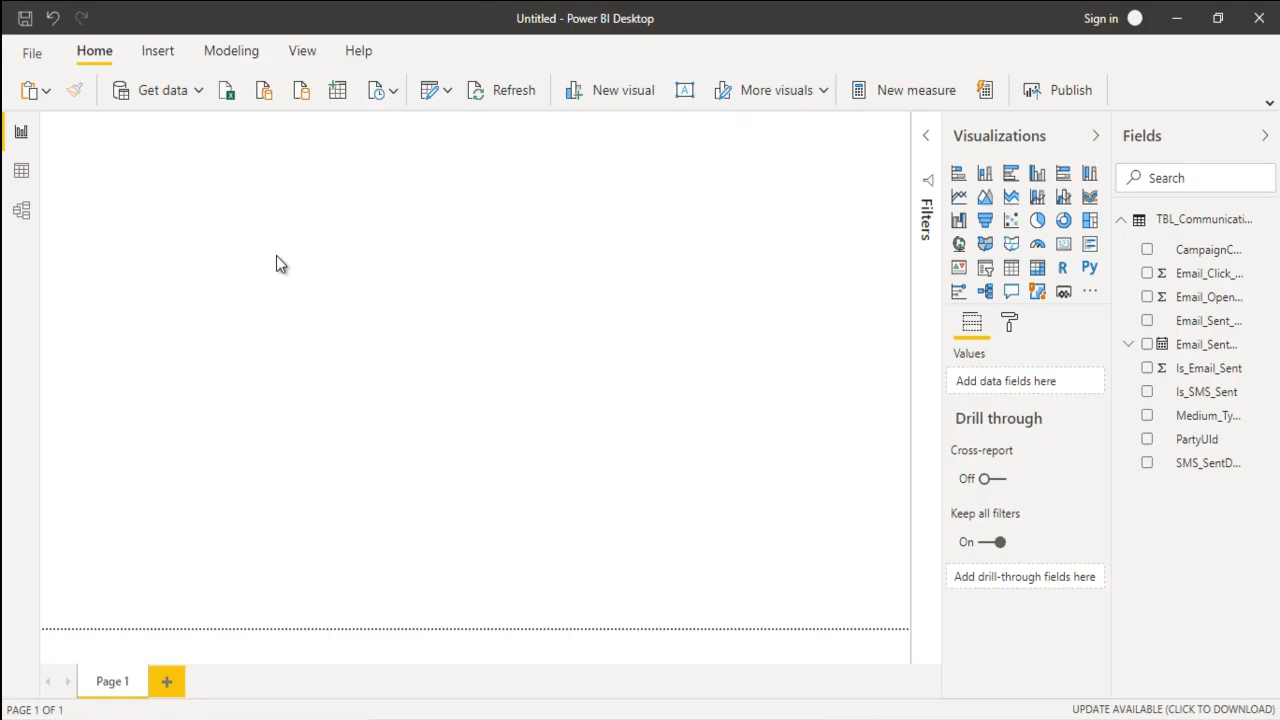 Untitled - Power BI Desktop
Sign in
File
Home
Insert
Modeling
View
Help
Get data
Refresh
New visual
A
More visuals
New measure
Publish
Filters
Visualizations
R
Py
Values
Add data fields here
Drill through
Cross-report
Off
Keep all filters
On
Add drill-through fields here
Fields
Search
TBL_Communicati...
CampaignC...
Σ Email_Click_...
Σ Email_Open...
Email_Sent_...
Email_Sent...
Σ Is_Email_Sent
Is_SMS_Sent
Medium_Ty...
PartyUId
SMS_SentD...
Page 1
PAGE 1 OF 1
UPDATE AVAILABLE (CLICK TO DOWNLOAD)